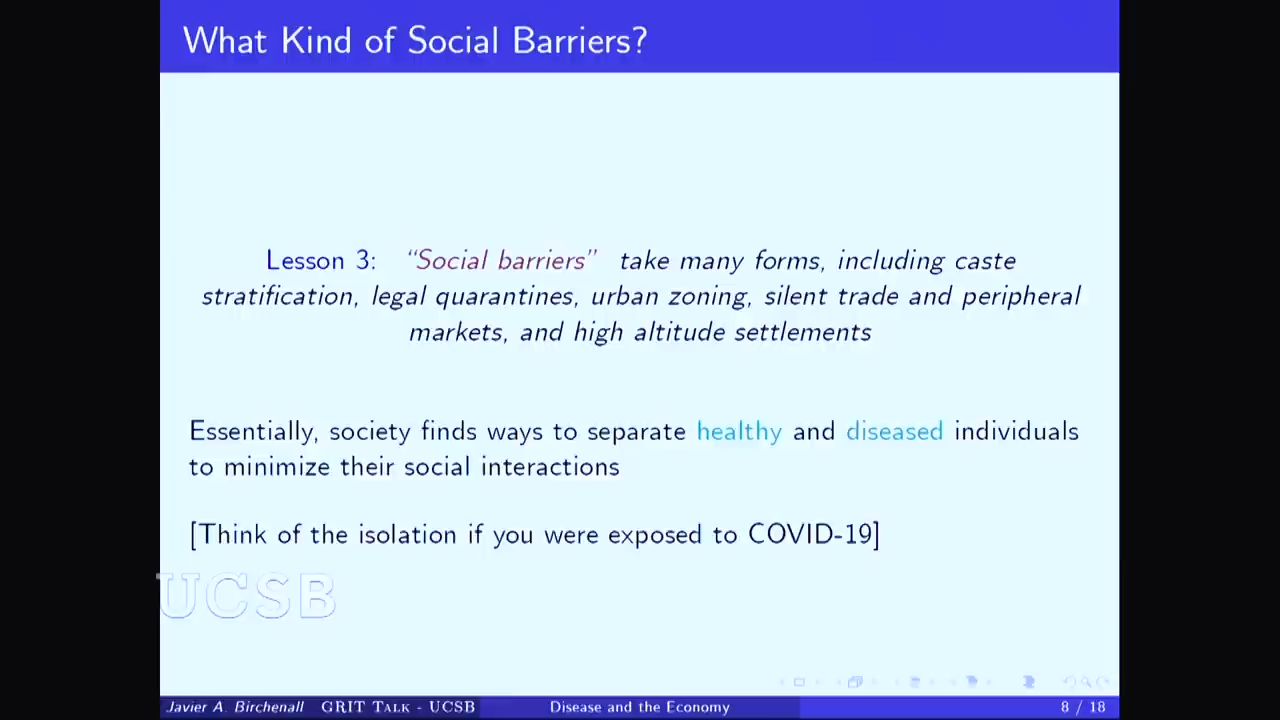 What Kind of Social Barriers?
Lesson 3: “Social barriers” take many forms, including caste
stratification, legal quarantines, urban zoning, silent trade and peripheral
markets, and high altitude settlements
Essentially, society finds ways to separate healthy and diseased individuals
to minimize their social interactions
[Think of the isolation if you were exposed to COVID-19]
UCSB
Javier A. Birchenall GRIT Talk - UCSB Disease and the Economy 8 / 18